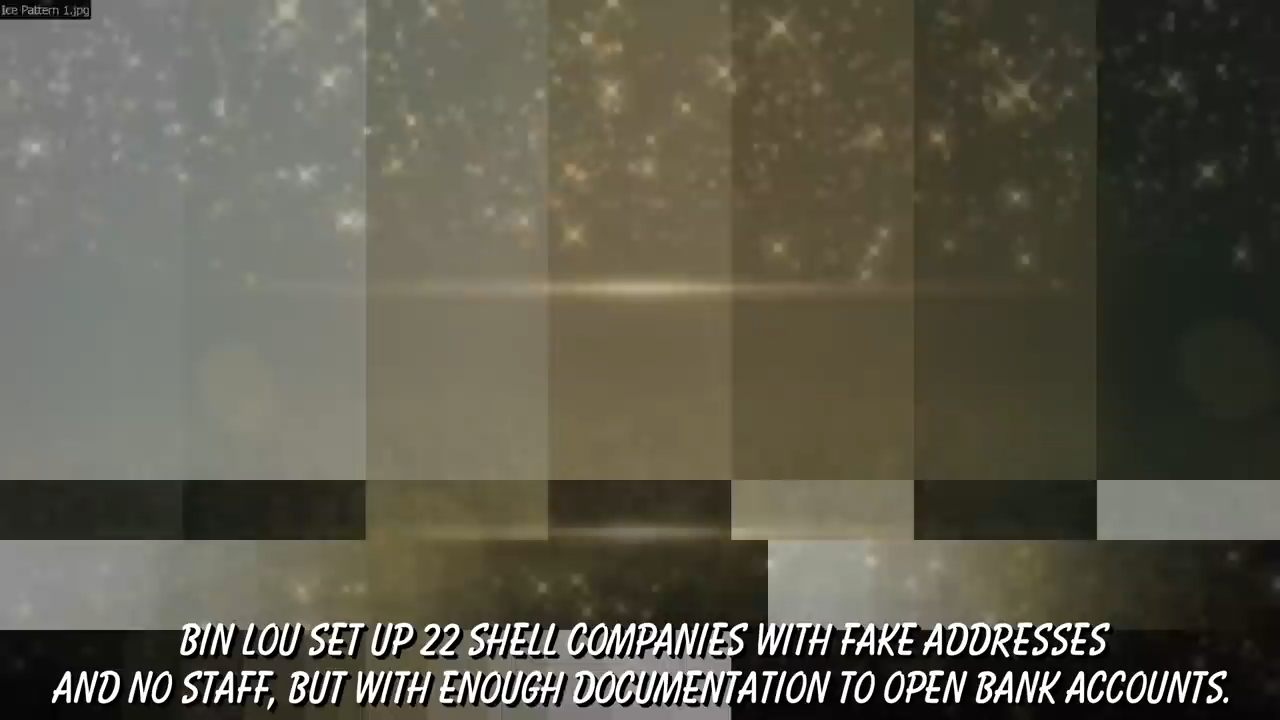 Ice Pattern 1.jpg
BIN LOU SET UP 22 SHELL COMPANIES WITH FAKE ADDRESSES
AND NO STAFF, BUT WITH ENOUGH DOCUMENTATION TO OPEN BANK ACCOUNTS.